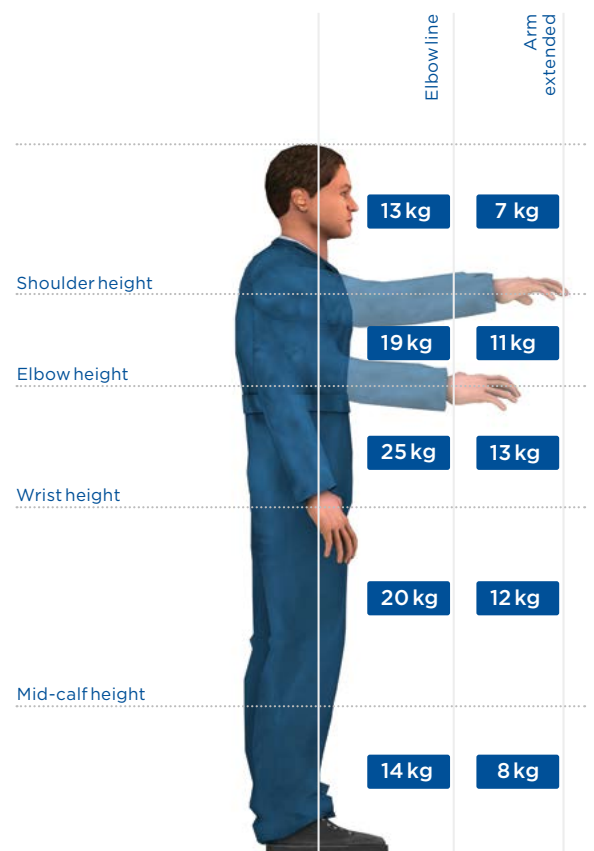 Elbow line
Arm
extended
13 kg
7 kg
Shoulder height
19 kg
11 kg
Elbow height
25 kg
13 kg
Wrist height
20 kg
12 kg
Mid-calf height
14 kg
8 kg